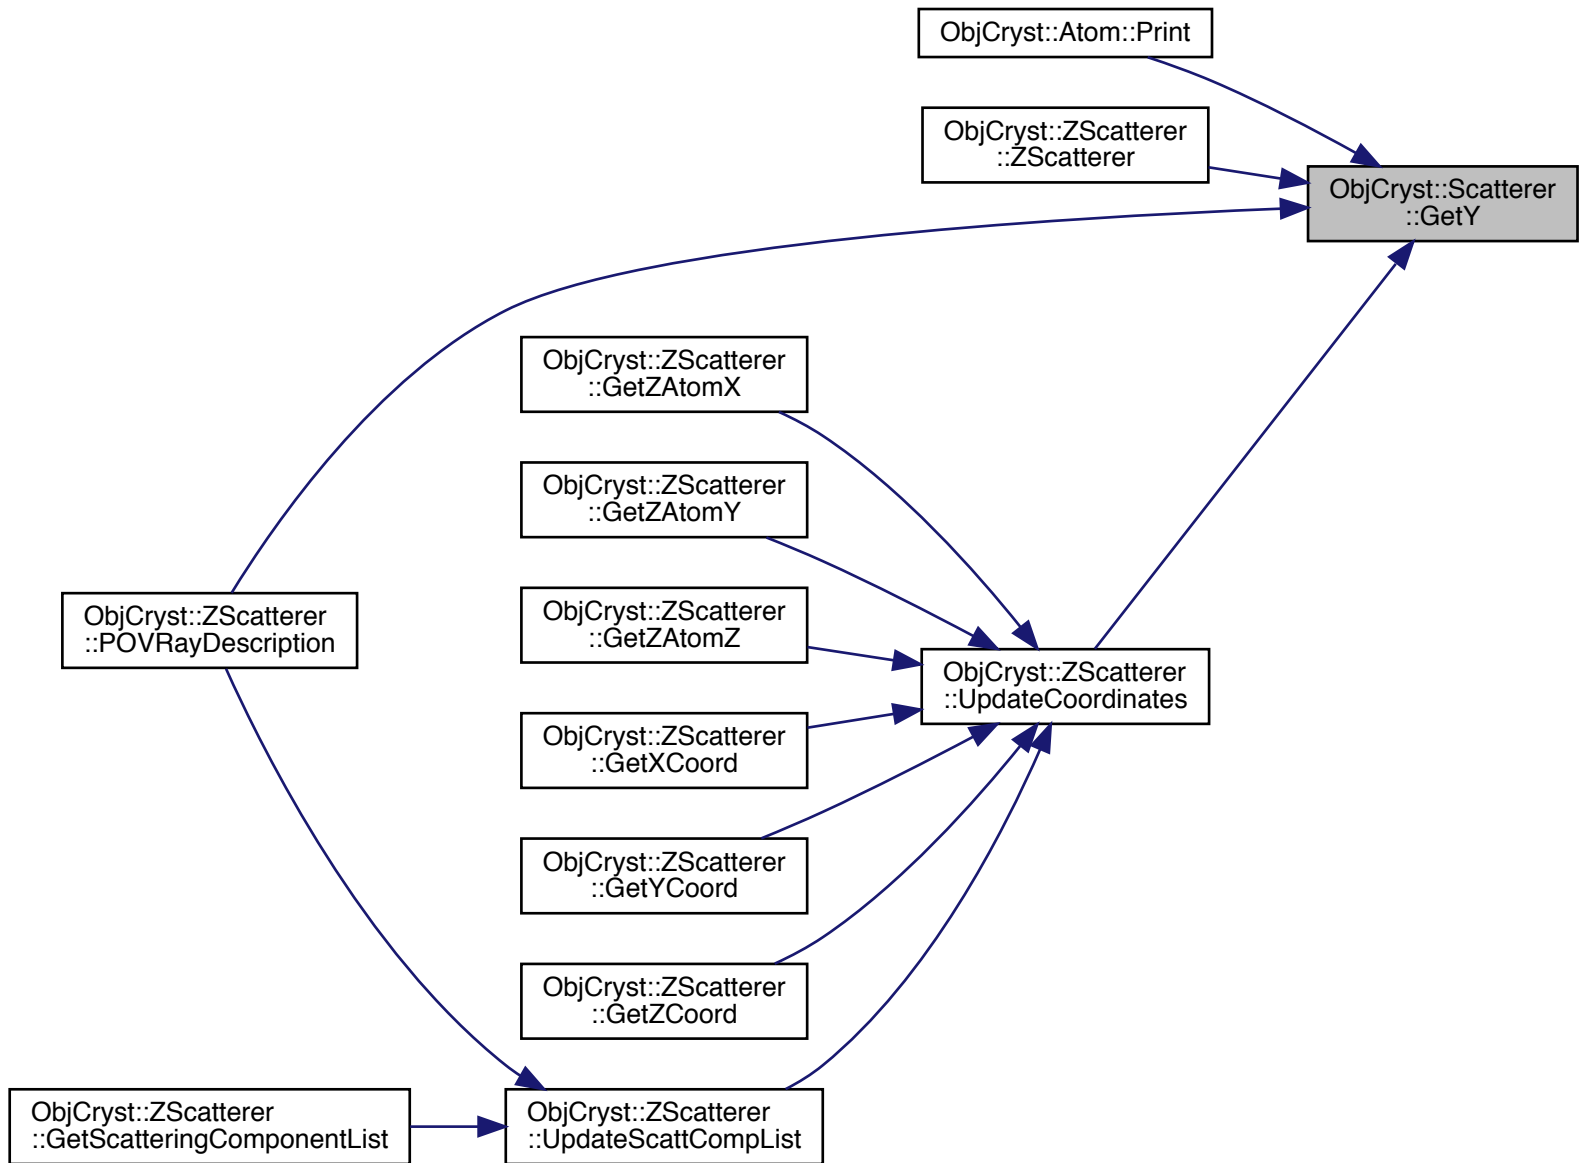 ObjCryst::Atom::Print
ObjCryst::ZScatterer
::ZScatterer
ObjCryst::Scatterer
::GetY
ObjCryst::ZScatterer
::GetZAtomX
ObjCryst::ZScatterer
::GetZAtomY
ObjCryst::ZScatterer
::GetZAtomZ
ObjCryst::ZScatterer
::POVRayDescription
ObjCryst::ZScatterer
::UpdateCoordinates
ObjCryst::ZScatterer
::GetXCoord
ObjCryst::ZScatterer
::GetYCoord
ObjCryst::ZScatterer
::GetZCoord
ObjCryst::ZScatterer
::GetScatteringComponentList
ObjCryst::ZScatterer
::UpdateScattCompList